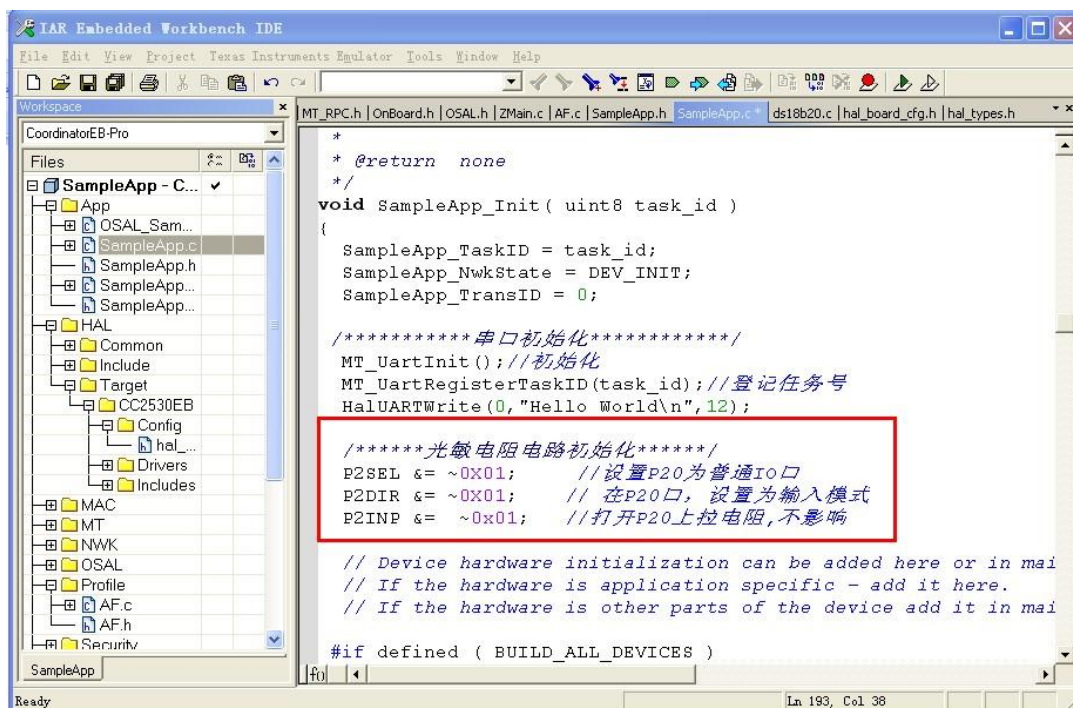 IAR Embedded Workbench IDE
File Edit View Project Texas Instruments Emulator Tools Window Help
Workspace
MT_RPC.h | OnBoard.h | OSAL.h | ZMain.c | AF.c | SampleApp.h | SampleApp.c * | ds18b20.c | hal_board_cfg.h | hal_types.h
CoordinatorEB-Pro
Files
SampleApp - C...
App
OSAL_Sam...
SampleApp.c
SampleApp.h
SampleApp...
SampleApp...
HAL
Common
Include
Target
CC2530EB
Config
hal_...
Drivers
Includes
MAC
MT
NWK
OSAL
Profile
AF.c
AF.h
Security
SampleApp
*
* @return none
*/
void SampleApp_Init( uint8 task_id )
{
SampleApp_TaskID = task_id;
SampleApp_NwkState = DEV_INIT;
SampleApp_TransID = 0;
/***********串口初始化************/
MT_UartInit();//初始化
MT_UartRegisterTaskID(task_id);//登记任务号
HalUARTWrite(0,"Hello World\n",12);
/******光敏电阻电路初始化******/
P2SEL &= ~0X01; //设置P20为普通IO口
P2DIR &= ~0X01; // 在P20口，设置为输入模式
P2INP &= ~0x01; //打开P20上拉电阻,不影响
// Device hardware initialization can be added here or in mai
// If the hardware is application specific - add it here.
// If the hardware is other parts of the device add it in mai
#if defined ( BUILD_ALL_DEVICES )
f()
Ready
Ln 193, Col 38